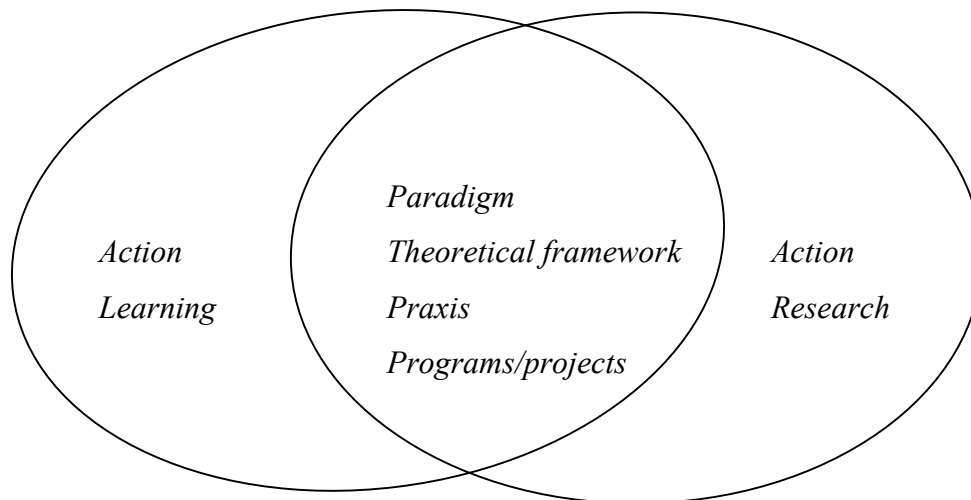 Action
Learning
Paradigm
Theoretical framework
Praxis
Programs/projects
Action
Research